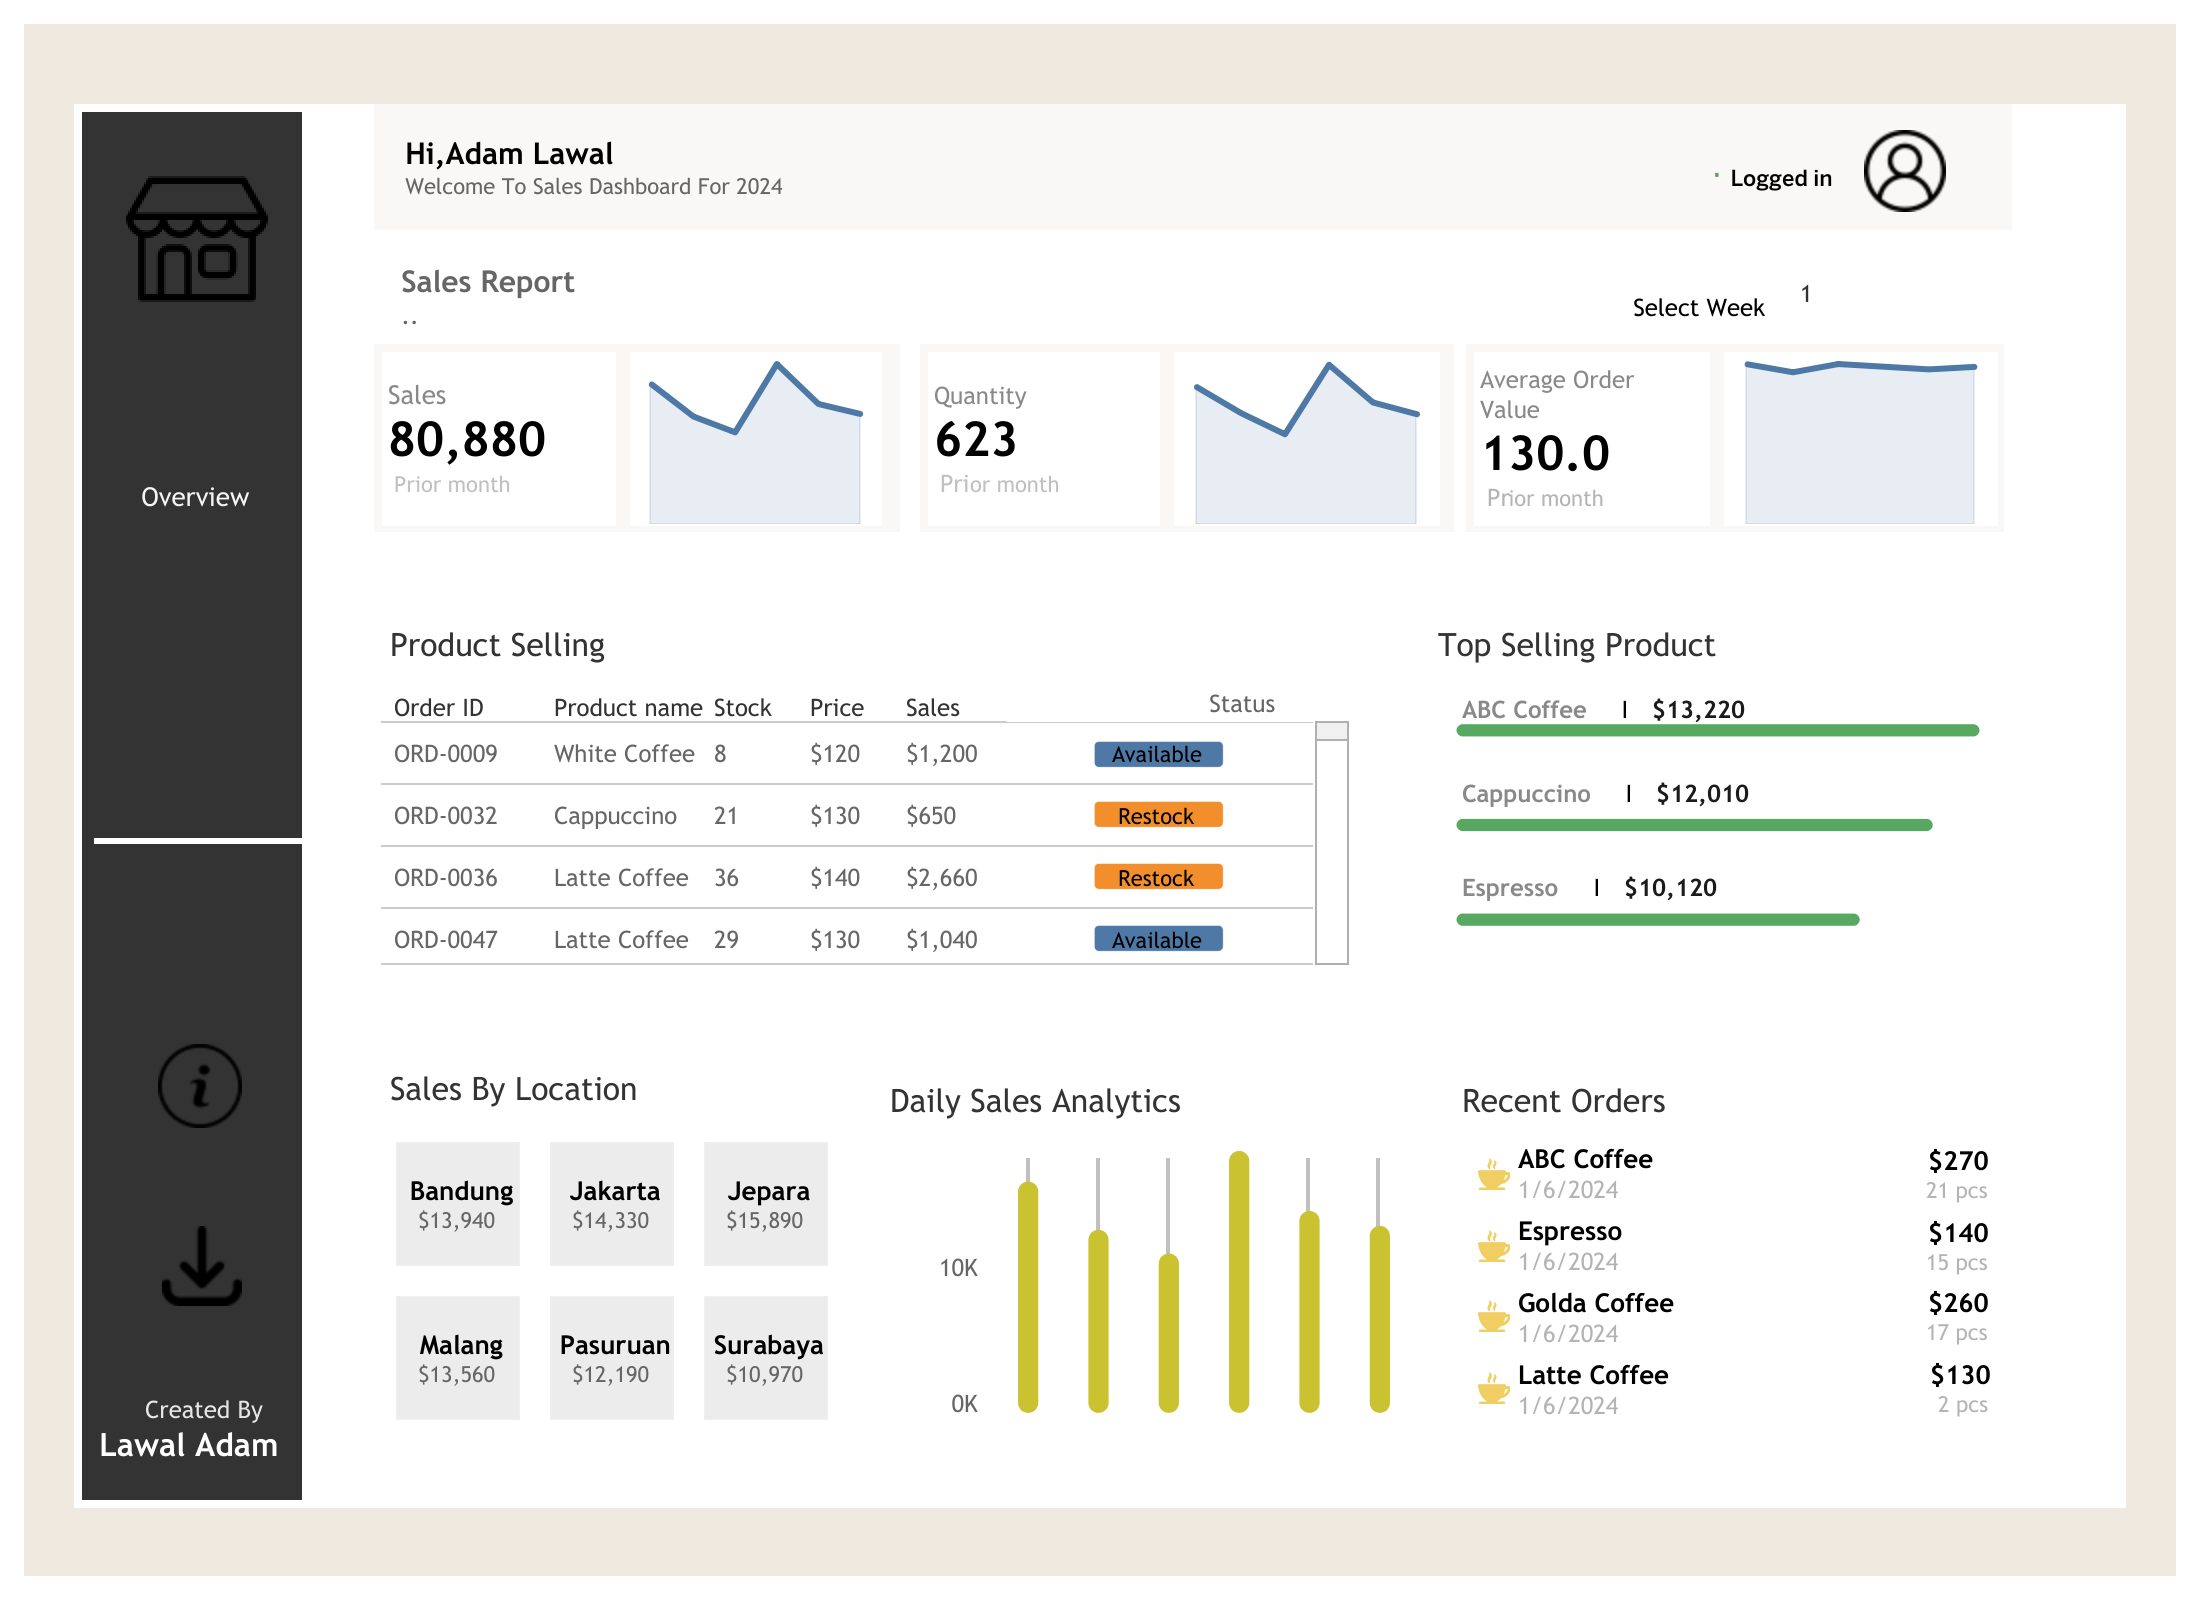 Hi,Adam Lawal
Welcome To Sales Dashboard For 2024
Logged in
Overview
Created By
Lawal Adam
Sales Report
..
Select Week
1
Sales
80,880
Prior month
Quantity
623
Prior month
Average Order
Value
130.0
Prior month
Product Selling
Order ID Product name Stock Price Sales Status
ORD-0009 White Coffee 8 $120 $1,200 Available
ORD-0032 Cappuccino 21 $130 $650 Restock
ORD-0036 Latte Coffee 36 $140 $2,660 Restock
ORD-0047 Latte Coffee 29 $130 $1,040 Available
Top Selling Product
ABC Coffee I $13,220
Cappuccino I $12,010
Espresso I $10,120
Sales By Location
Bandung Jakarta Jepara
$13,940 $14,330 $15,890
Malang Pasuruan Surabaya
$13,560 $12,190 $10,970
Daily Sales Analytics
10K
0K
Recent Orders
ABC Coffee $270
1/6/2024 21 pcs
Espresso $140
1/6/2024 15 pcs
Golda Coffee $260
1/6/2024 17 pcs
Latte Coffee $130
1/6/2024 2 pcs